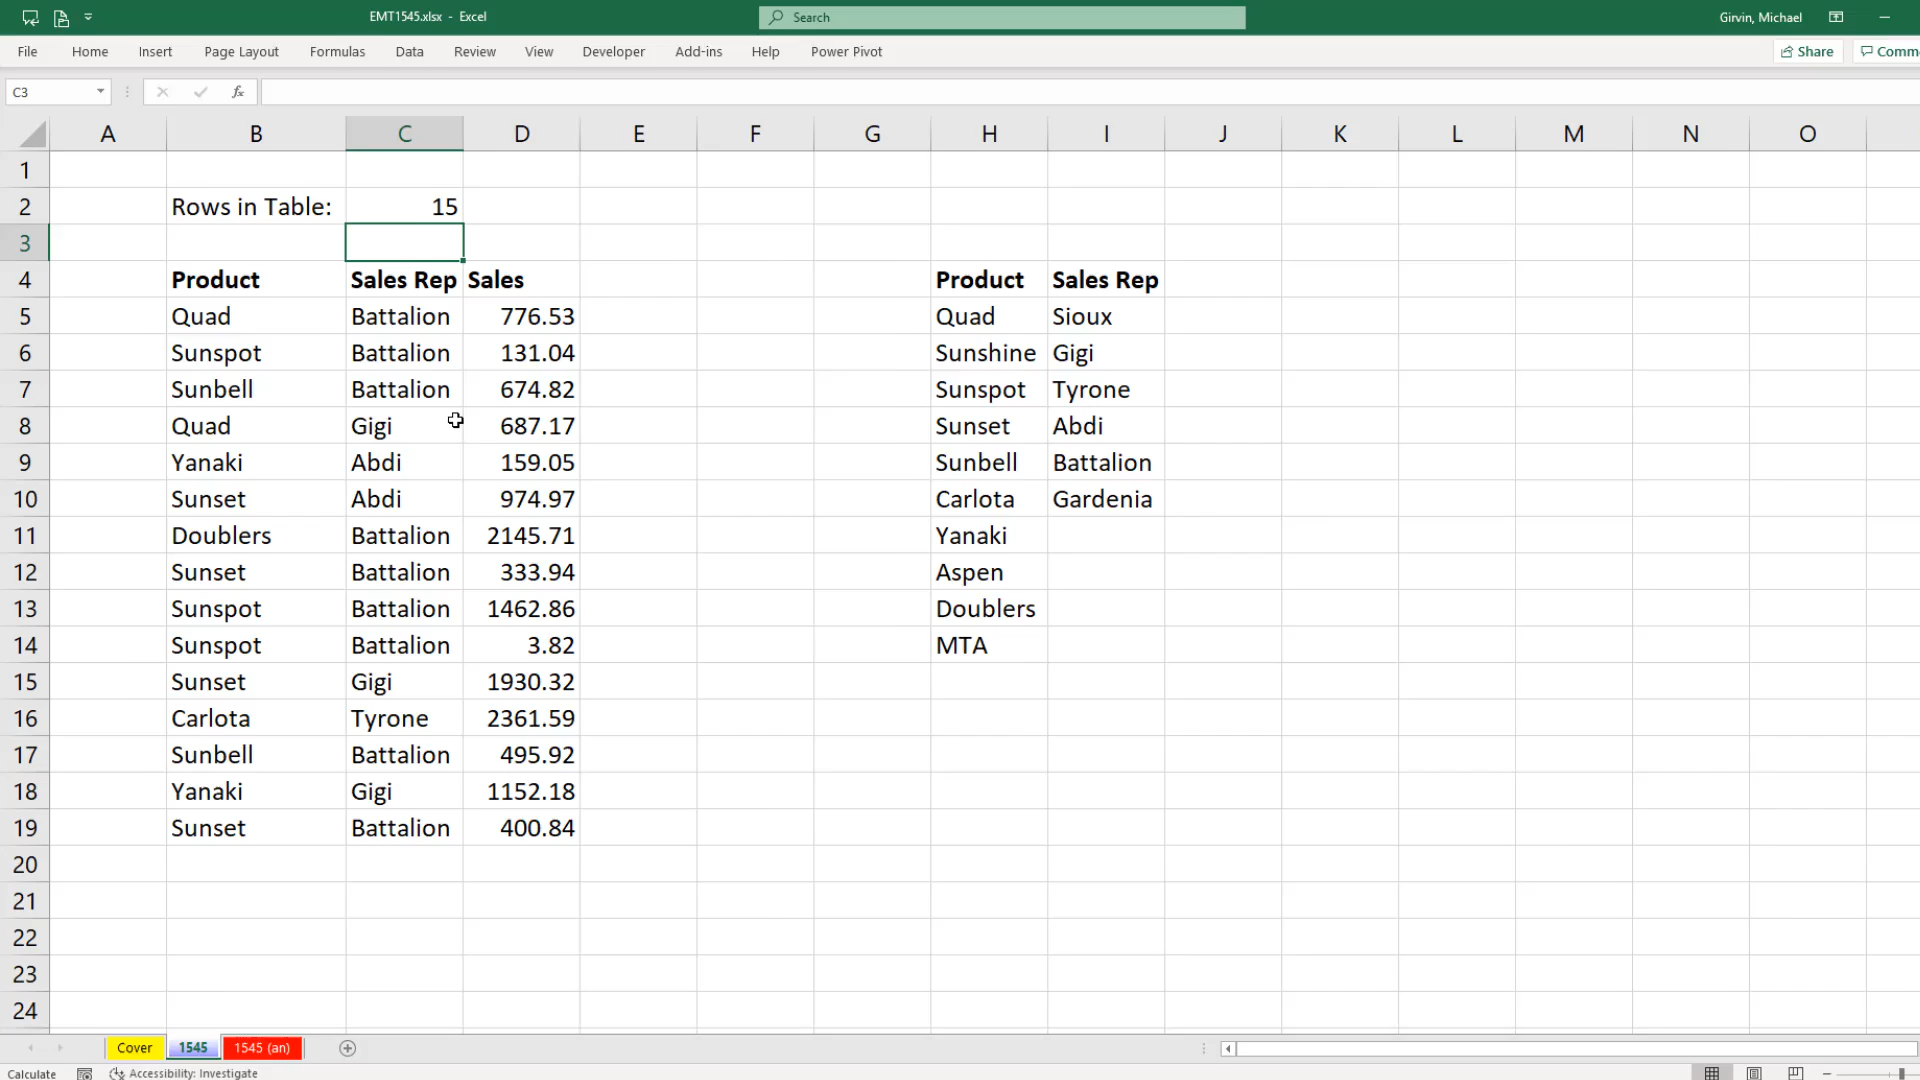 EMT1545.xlsx - Excel
Search
Girvin, Michael
File Home Insert Page Layout Formulas Data Review View Developer Add-ins Help Power Pivot Share Comm
C3 fx
A B C D E F G H I J K L M N O
1
2 Rows in Table: 15
3
4 Product Sales Rep Sales Product Sales Rep
5 Quad Battalion 776.53 Quad Sioux
6 Sunspot Battalion 131.04 Sunshine Gigi
7 Sunbell Battalion 674.82 Sunspot Tyrone
8 Quad Gigi 687.17 Sunset Abdi
9 Yanaki Abdi 159.05 Sunbell Battalion
10 Sunset Abdi 974.97 Carlota Gardenia
11 Doublers Battalion 2145.71 Yanaki
12 Sunset Battalion 333.94 Aspen
13 Sunspot Battalion 1462.86 Doublers
14 Sunspot Battalion 3.82 MTA
15 Sunset Gigi 1930.32
16 Carlota Tyrone 2361.59
17 Sunbell Battalion 495.92
18 Yanaki Gigi 1152.18
19 Sunset Battalion 400.84
20
21
22
23
24
Cover 1545 1545 (an)
Calculate Accessibility: Investigate